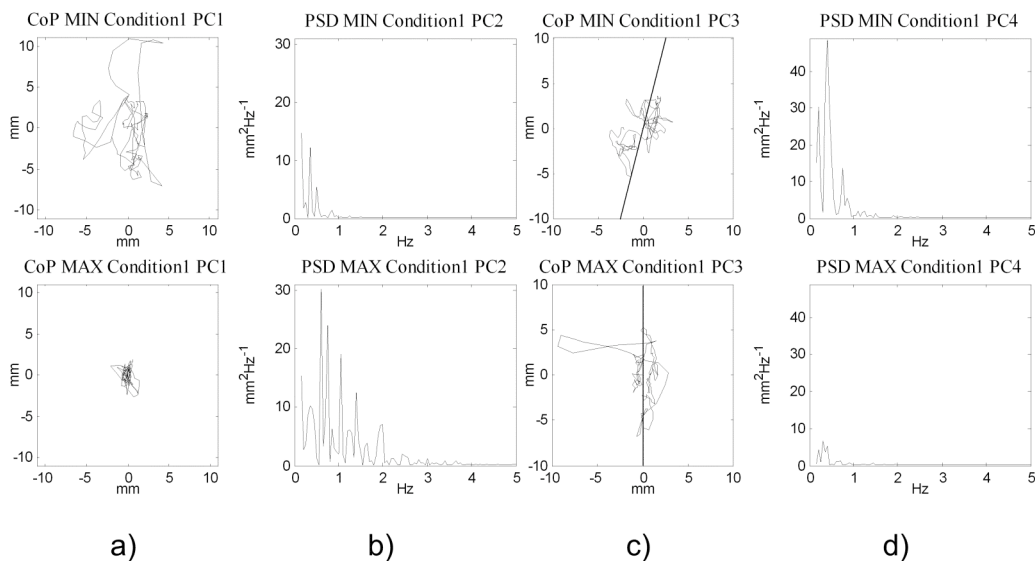 CoP MIN Condition1 PC1
10
5
0
-5
-10
mm
-10 -5 0 5 10
mm
PSD MIN Condition1 PC2
30
20
10
0
mm²Hz⁻¹
0 1 2 3 4 5
Hz
CoP MIN Condition1 PC3
10
5
0
-5
-10
mm
-10 -5 0 5 10
mm
PSD MIN Condition1 PC4
40
30
20
10
0
mm²Hz⁻¹
0 1 2 3 4 5
Hz
CoP MAX Condition1 PC1
10
5
0
-5
-10
mm
-10 -5 0 5 10
mm
PSD MAX Condition1 PC2
30
20
10
0
mm²Hz⁻¹
0 1 2 3 4 5
Hz
CoP MAX Condition1 PC3
10
5
0
-5
-10
mm
-10 -5 0 5 10
mm
PSD MAX Condition1 PC4
40
30
20
10
0
mm²Hz⁻¹
0 1 2 3 4 5
Hz
a) b) c) d)